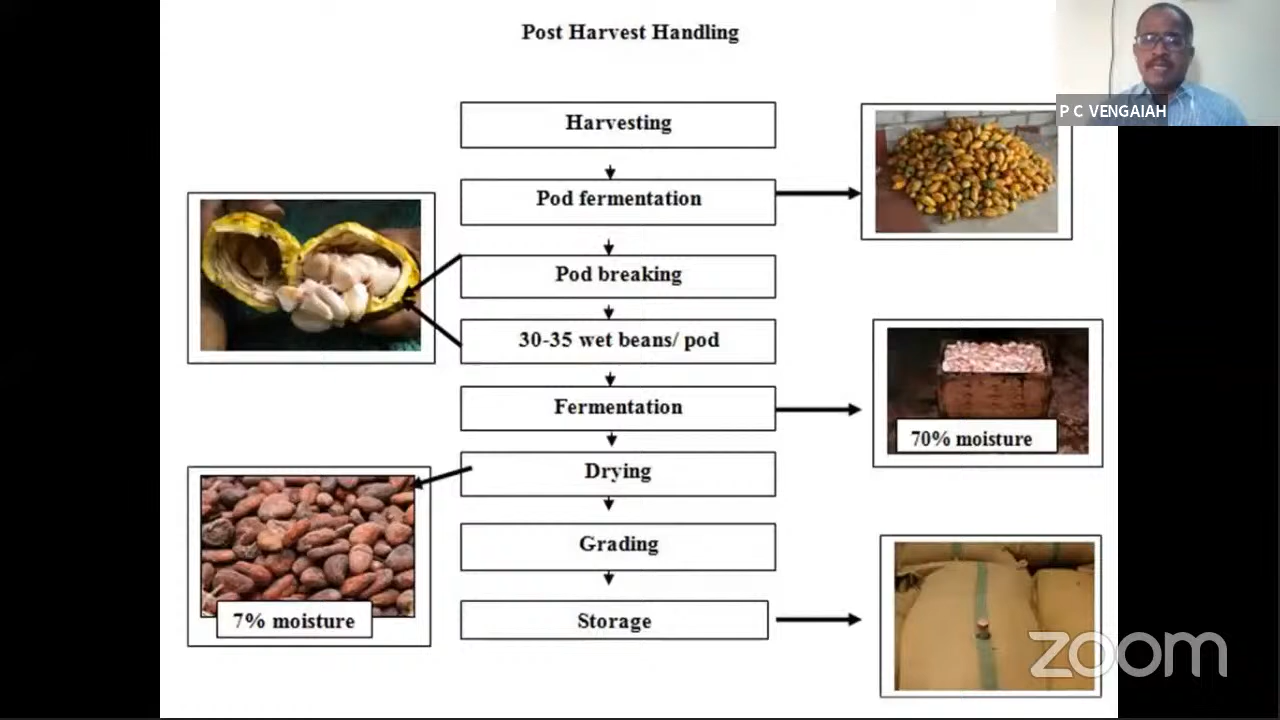 Post Harvest Handling
P C VENGAIAH
Harvesting
Pod fermentation
Pod breaking
30-35 wet beans/ pod
Fermentation
70% moisture
Drying
Grading
7% moisture
Storage
zoom